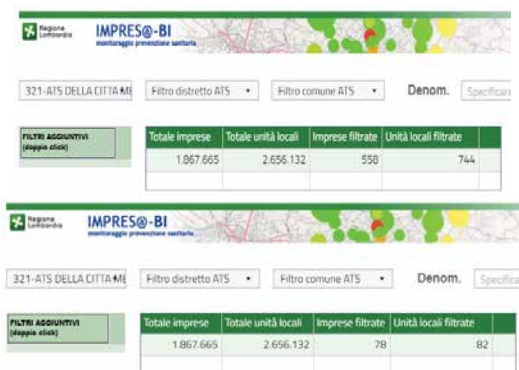 Regione Lombardia
IMPRES@-BI
monitoraggio prevenzione sanitaria
321-ATS DELLA CITTA ME Filtro distretto ATS Filtro comune ATS Denom. Specificare
FILTRI AGGIUNTIVI
(doppio click)
Totale imprese Totale unità locali Imprese filtrate Unità locali filtrate
1.867.665 2.656.132 558 744
Regione Lombardia
IMPRES@-BI
monitoraggio prevenzione sanitaria
321-ATS DELLA CITTA ME Filtro distretto ATS Filtro comune ATS Denom. Specifica
FILTRI AGGIUNTIVI
(doppio click)
Totale imprese Totale unità locali Imprese filtrate Unità locali filtrate
1.867.665 2.656.132 78 82